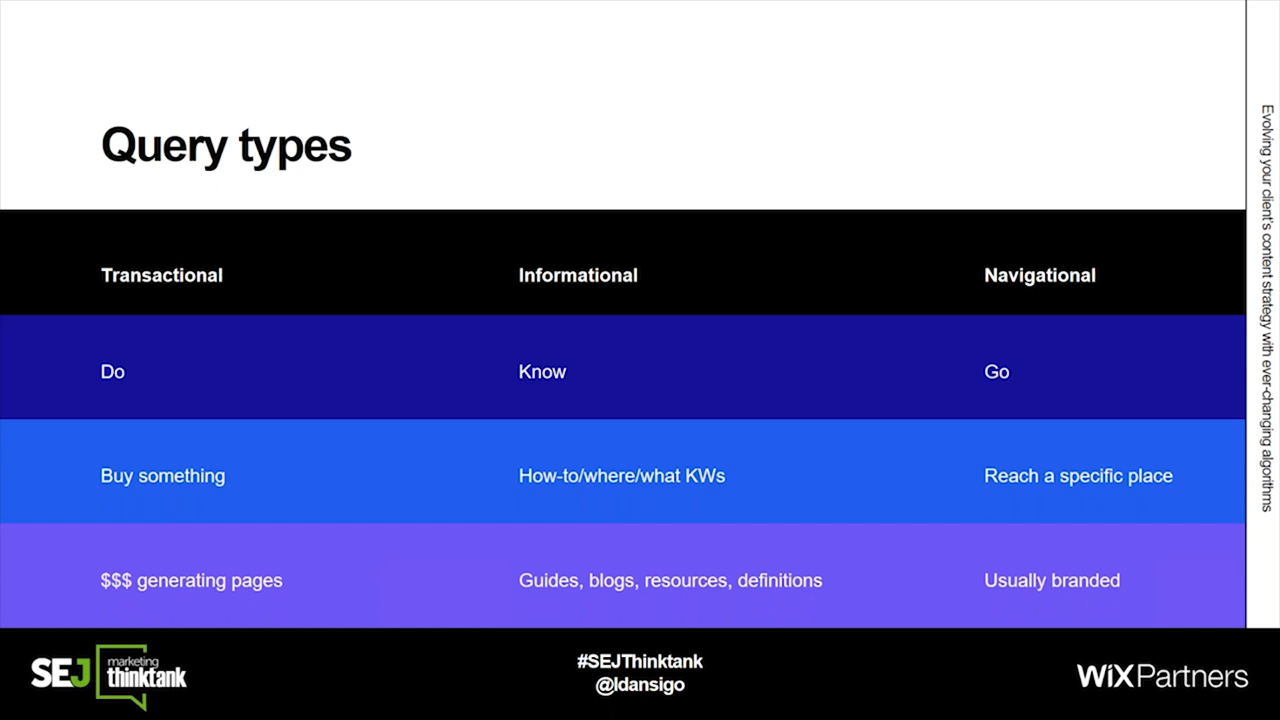 Query types
Transactional
Informational
Navigational
Do
Know
Go
Buy something
How-to/where/what KWs
Reach a specific place
$$$ generating pages
Guides, blogs, resources, definitions
Usually branded
Evolving your client's content strategy with ever-changing algorithms
SEJ marketing thinktank
#SEJThinktank
@Idansigo
WiX Partners